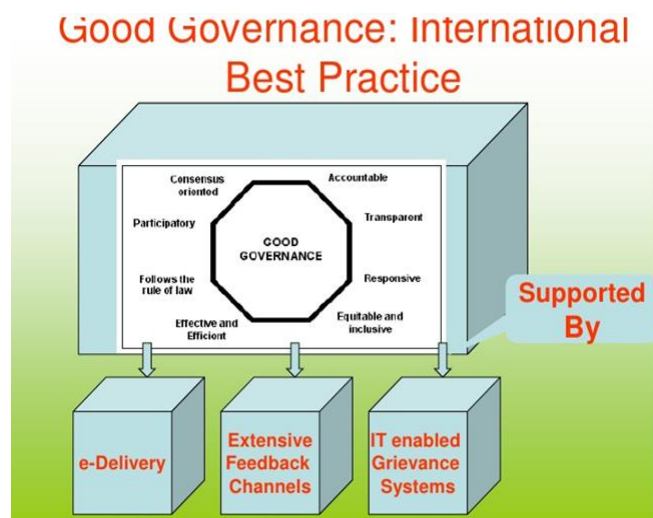 Good Governance: International
Best Practice
Consensus
oriented
Accountable
Participatory
Transparent
GOOD
GOVERNANCE
Follows the
rule of law
Responsive
Effective and
Efficient
Equitable and
inclusive
Supported
By
e-Delivery
Extensive
Feedback
Channels
IT enabled
Grievance
Systems